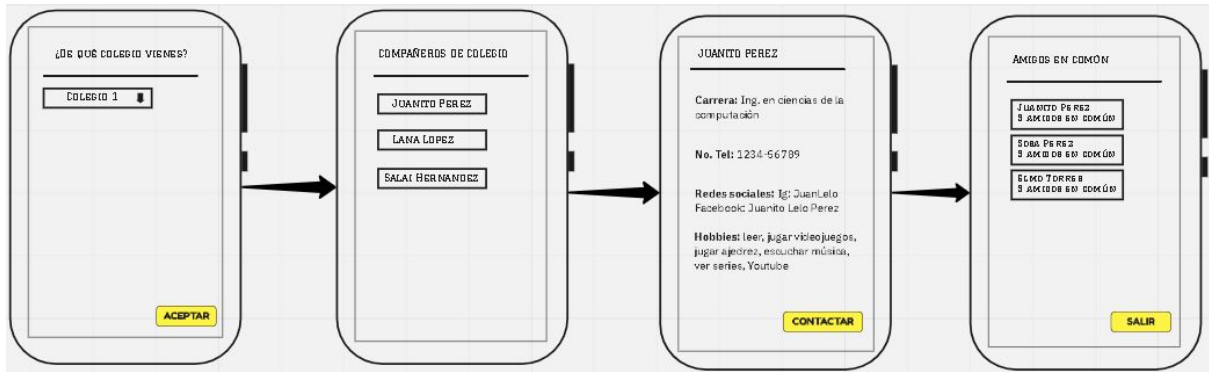 ¿DE QUÉ COLEGIO VIENES?
COLEGIO 1
ACEPTAR
COMPAÑEROS DE COLEGIO
JUANITO PEREZ
LANA LOPEZ
SALAI HERNANDEZ
JUANITO PEREZ
Carrera: Ing. en ciencias de la
computación
No. Tel: 1234-56789
Redes sociales: Ig: JuanLelo
Facebook: Juanito Lelo Perez
Hobbies: leer, jugar videojuegos,
jugar ajedrez, escuchar música,
ver series, Youtube
CONTACTAR
AMIGOS EN COMÚN
JUANITO PEREZ
AMIGOS EN COMÚN
PEREZ
AMIGOS EN COMÚN
ELMO TORRES
AMIGOS EN COMÚN
SALIR